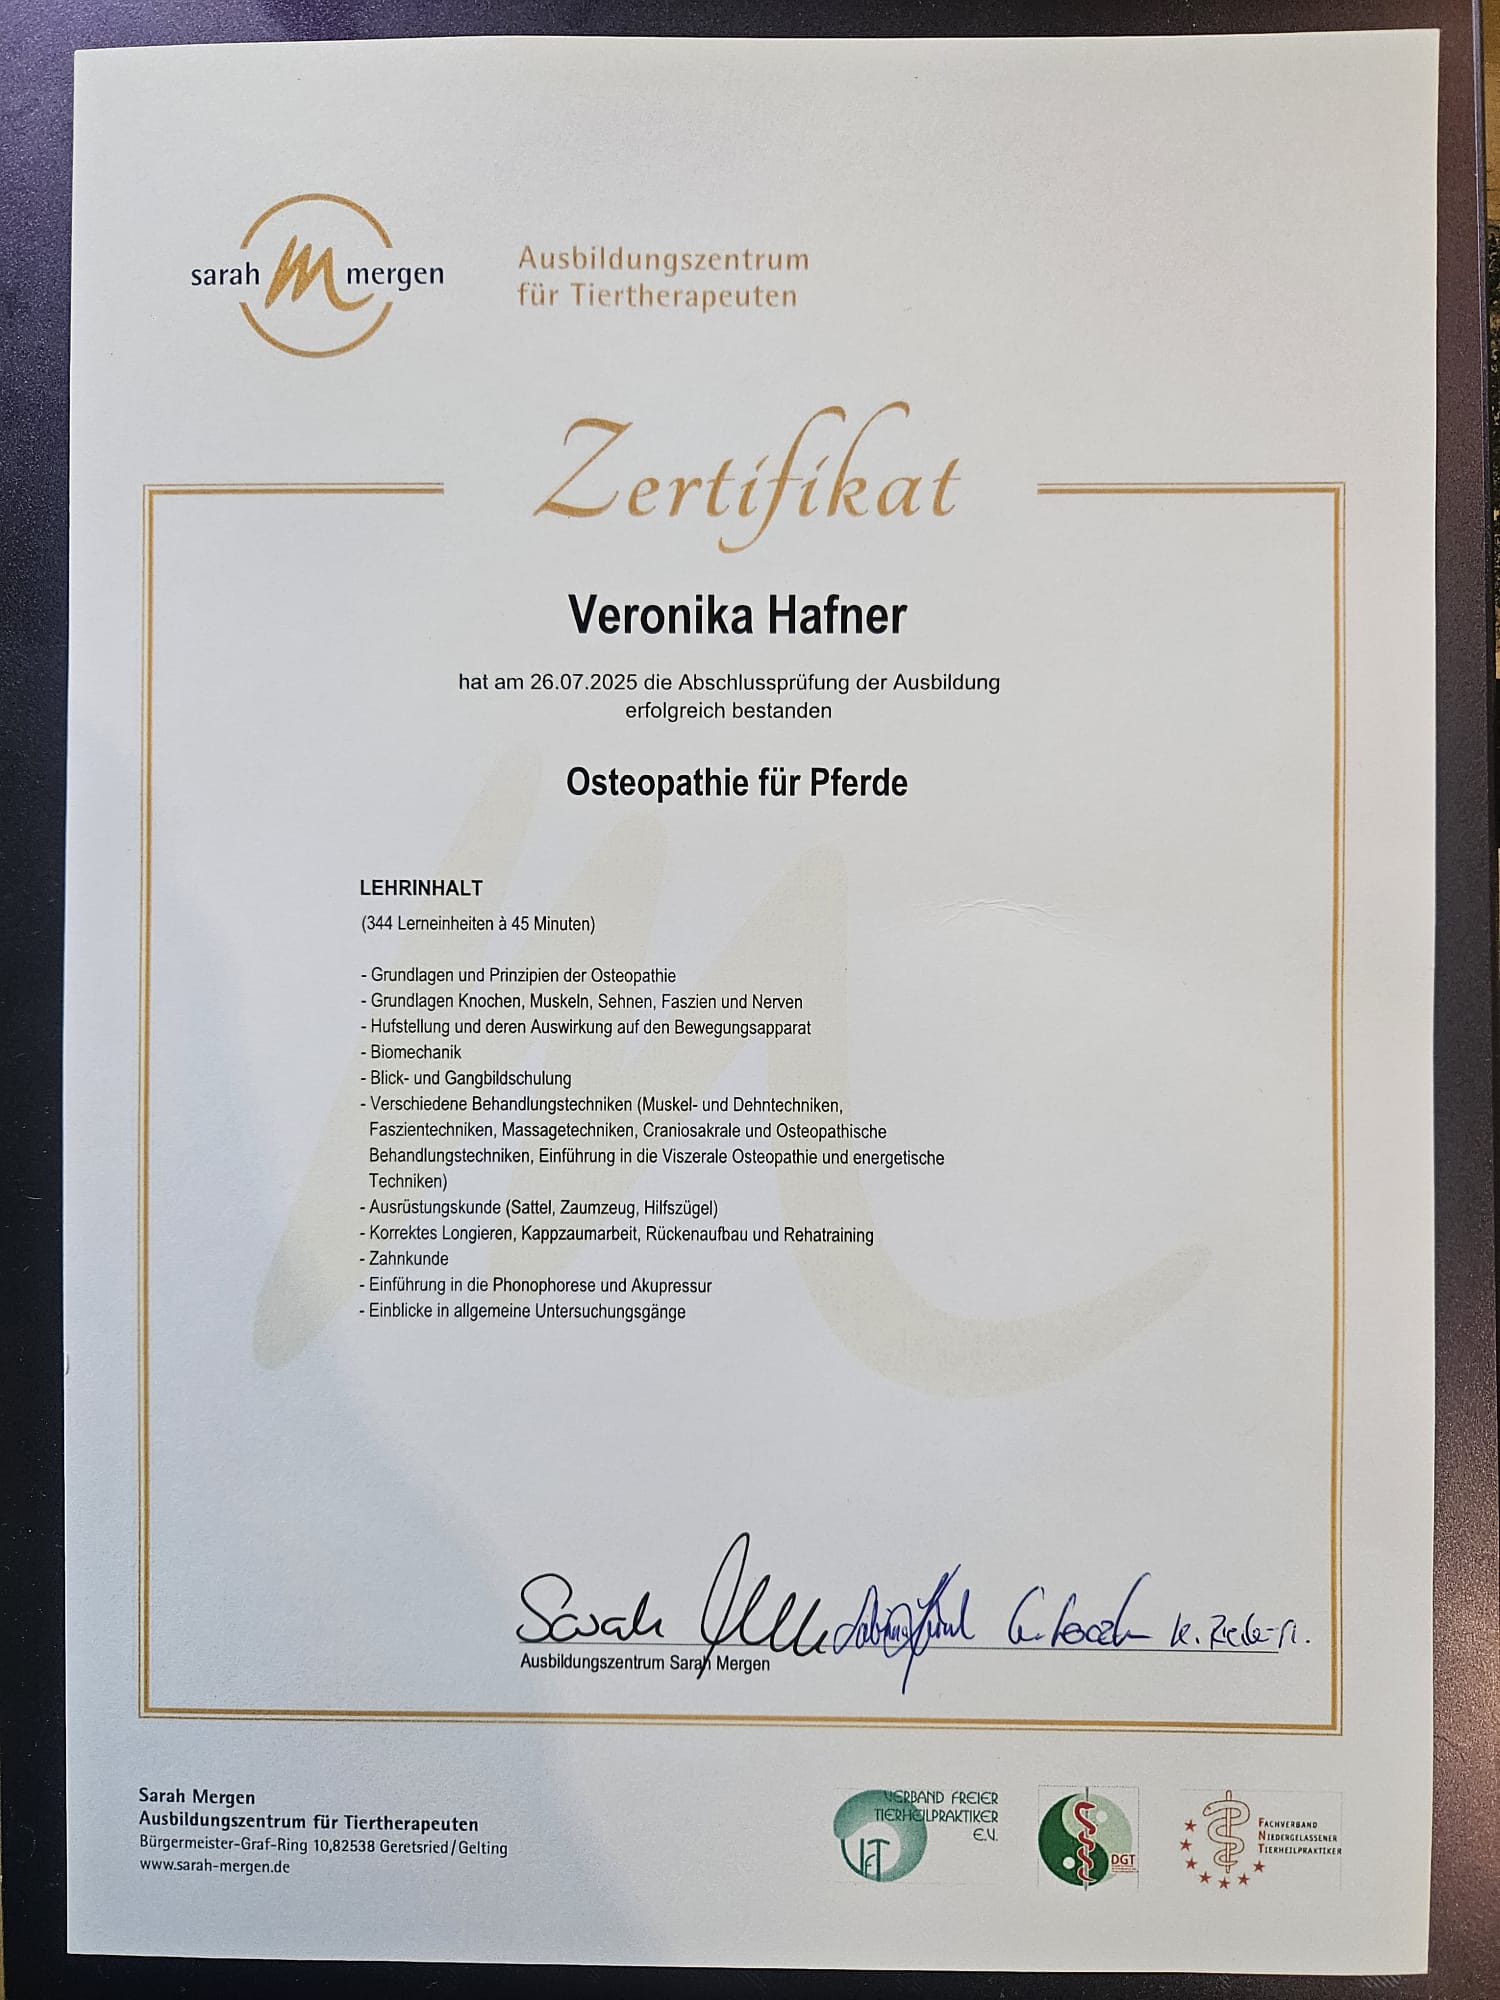 sarah m mergen
Ausbildungszentrum
für Tiertherapeuten
Zertifikat
Veronika Hafner
hat am 26.07.2025 die Abschlussprüfung der Ausbildung
erfolgreich bestanden
Osteopathie für Pferde
LEHRINHALT
(344 Lerneinheiten à 45 Minuten)
- Grundlagen und Prinzipien der Osteopathie
- Grundlagen Knochen, Muskeln, Sehnen, Faszien und Nerven
- Hufstellung und deren Auswirkung auf den Bewegungsapparat
- Biomechanik
- Blick- und Gangbildschulung
- Verschiedene Behandlungstechniken (Muskel- und Dehntechniken,
Faszientechniken, Massagetechniken, Craniosakrale und Osteopathische
Behandlungstechniken, Einführung in die Viszerale Osteopathie und energetische
Techniken)
- Ausrüstungskunde (Sattel, Zaumzeug, Hilfszügel)
- Korrektes Longieren, Kappzaumarbeit, Rückenaufbau und Rehatraining
- Zahnkunde
- Einführung in die Phonophorese und Akupressur
- Einblicke in allgemeine Untersuchungsgänge
Sarah
Ausbildungszentrum Sarah Mergen
Sarah Mergen
Ausbildungszentrum für Tiertherapeuten
Bürgermeister-Graf-Ring 10,82538 Geretsried/Gelting
www.sarah-mergen.de
VERBAND FREIER
TIERHEILPRAKTIKER
E.V.
VFT
DGT
FACHVERBAND
NIEDERGELASSENER
TIERHEILPRAKTIKER